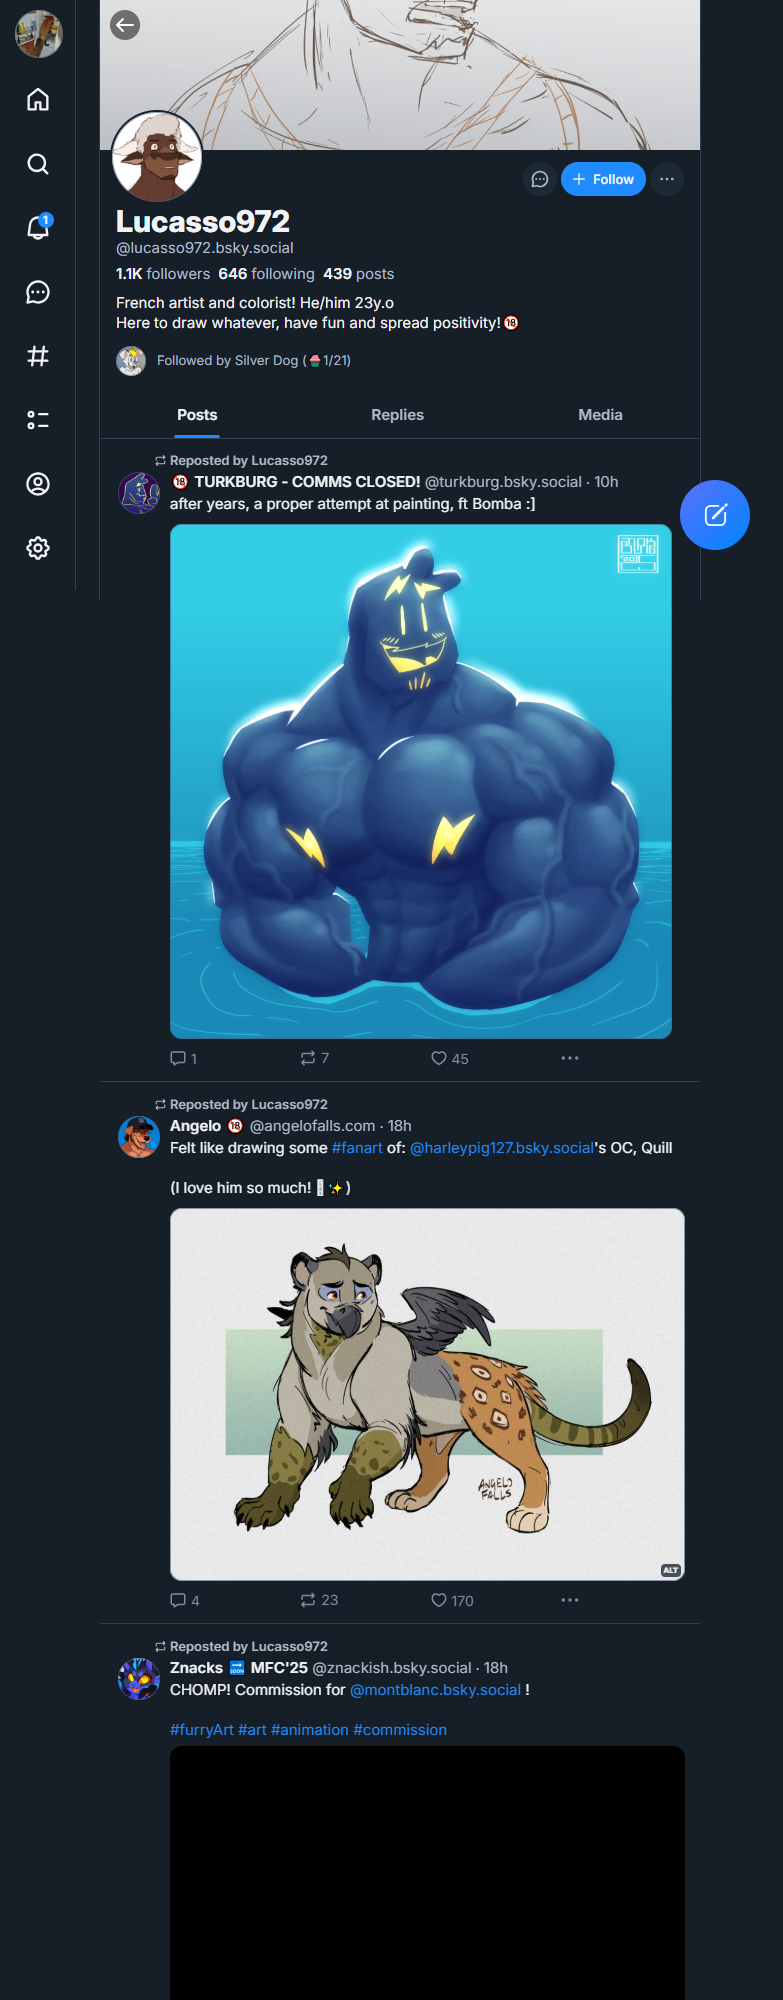 1
Follow
Lucasso972
@lucasso972.bsky.social
1.1K followers 646 following 439 posts
French artist and colorist! He/him 23y.o
Here to draw whatever, have fun and spread positivity!🔞
Followed by Silver Dog (🧁1/21)
Posts Replies Media
Reposted by Lucasso972
🔞 TURKBURG - COMMS CLOSED! @turkburg.bsky.social · 10h
after years, a proper attempt at painting, ft Bomba :]
1 7 45
Reposted by Lucasso972
Angelo 🔞 @angelofalls.com · 18h
Felt like drawing some #fanart of: @harleypig127.bsky.social's OC, Quill
(I love him so much! ✨)
ANGELO
FALLS
ALT
4 23 170
Reposted by Lucasso972
Znacks 🔜 MFC'25 @znackish.bsky.social · 18h
CHOMP! Commission for @montblanc.bsky.social !
#furryArt #art #animation #commission